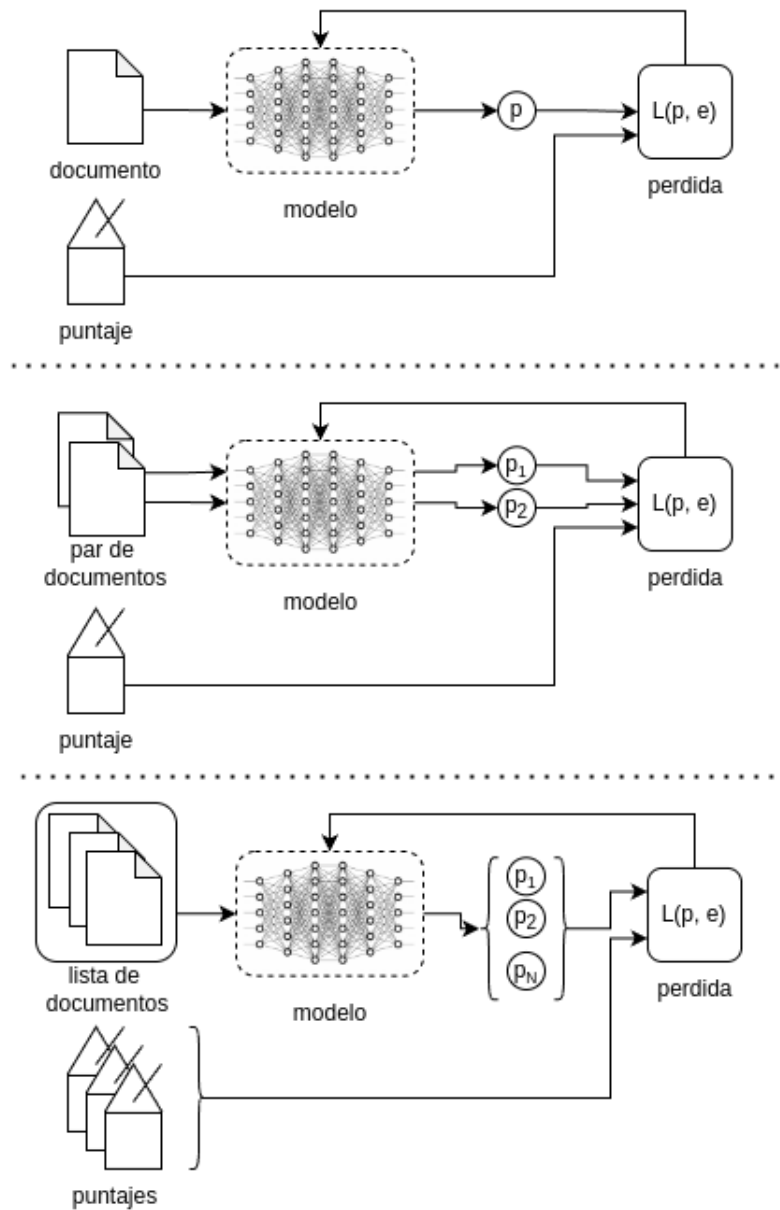 p
L(p, e)
documento
perdida
modelo
puntaje
p1
p2
L(p, e)
par de
documentos
perdida
modelo
puntaje
p1
p2
pN
L(p, e)
lista de
documentos
perdida
modelo
puntajes